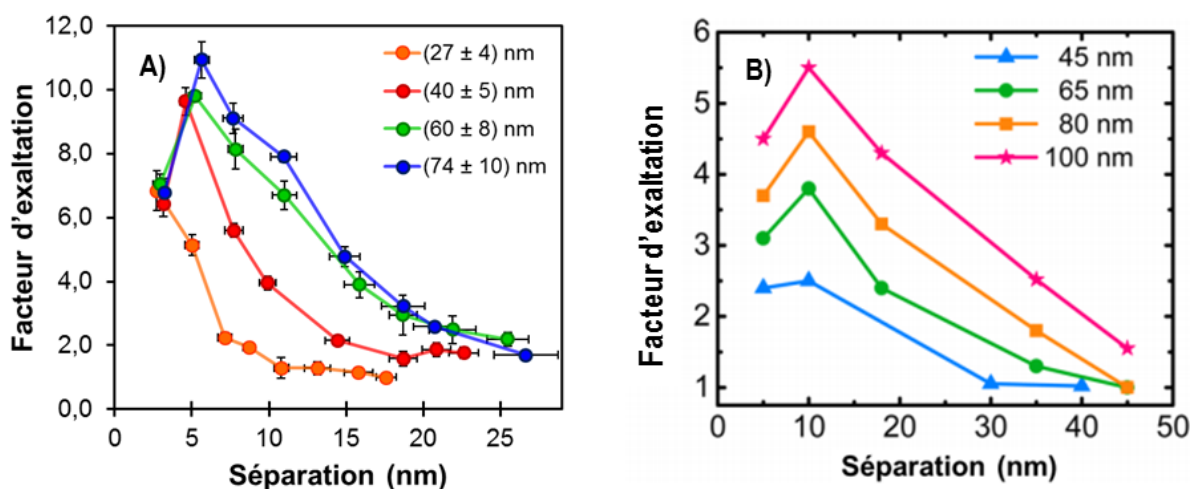 A)
Facteur d'exaltation
12,0
10,0
8,0
6,0
4,0
2,0
0,0
(27 ± 4) nm
(40 ± 5) nm
(60 ± 8) nm
(74 ± 10) nm
0 5 10 15 20 25
Séparation (nm)
B)
Facteur d'exaltation
6
5
4
3
2
1
45 nm
65 nm
80 nm
100 nm
0 10 20 30 40 50
Séparation (nm)